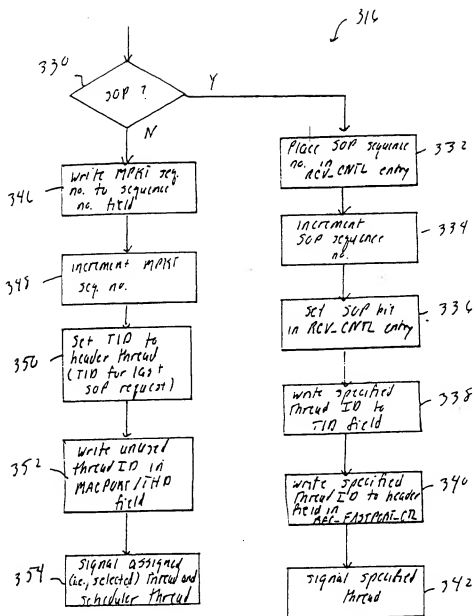 316
330
SOP ?
Y
N
Place SOP sequence
no. in
RCV_CNTL
entry
332
increment
SOP sequence
no.
334
Set SOP bit
in RCV_CNTL entry
336
write specified
thread ID to
TID field
338
write specified
thread ID to header
field in
REC_FASTPORT_CTL
340
signal specified
thread
342
write MPKT seq.
no. to sequence
no. field
346
increment MPKT
seq. no.
348
Set TID to
header thread
(TID for last
SOP request)
350
write unused
thread ID in
MACPORT/THD
field
352
signal assigned
(i.e., selected) thread and
scheduler thread
354